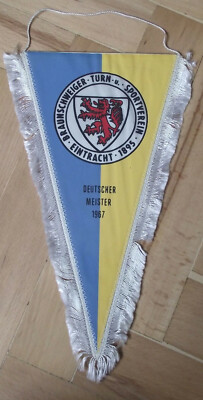 BRAUNSCHWEIGER · TURN-u. · SPORTVEREIN ·
EINTRACHT · 1895
DEUTSCHER
MEISTER
1967